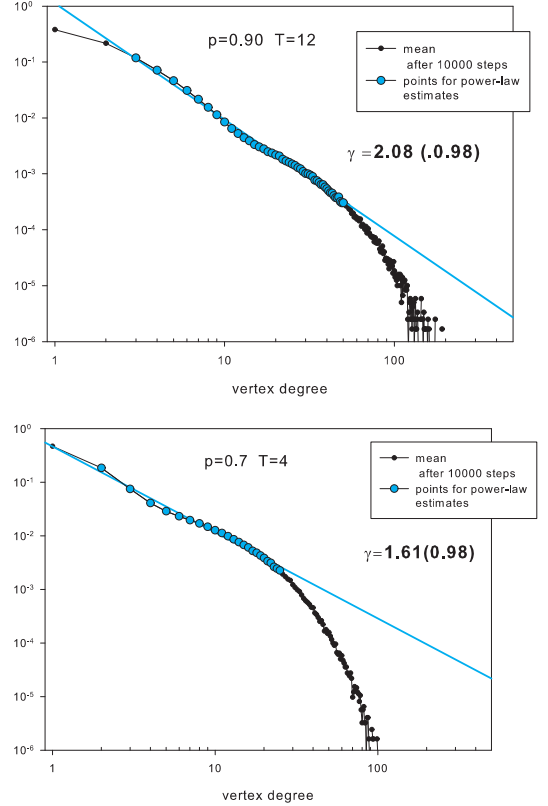 10⁰
p=0.90 T=12
mean
after 10000 steps
points for power-law
estimates
10⁻¹
10⁻²
γ =2.08 (.0.98)
10⁻³
10⁻⁴
10⁻⁵
10⁻⁶
1 10 100
vertex degree
10⁰
p=0.7 T=4
mean
after 10000 steps
points for power-law
estimates
10⁻¹
10⁻²
γ=1.61(0.98)
10⁻³
10⁻⁴
10⁻⁵
10⁻⁶
1 10 100
vertex degree